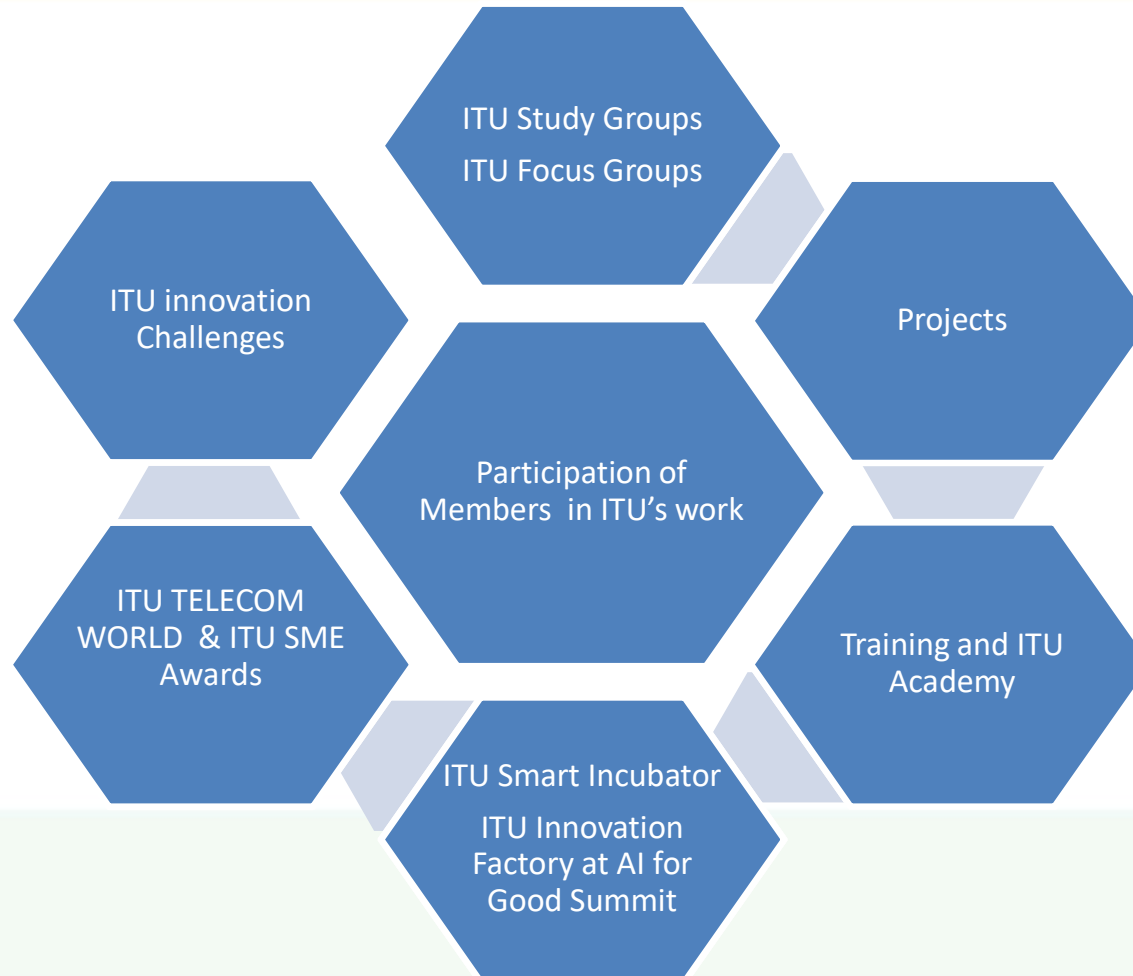 ITU Study Groups
ITU Focus Groups
ITU innovation
Challenges
Projects
Participation of
Members  in ITU’s work
ITU TELECOM
WORLD  & ITU SME
Awards
Training and ITU
Academy
ITU Smart Incubator
ITU Innovation
Factory at AI for
Good Summit